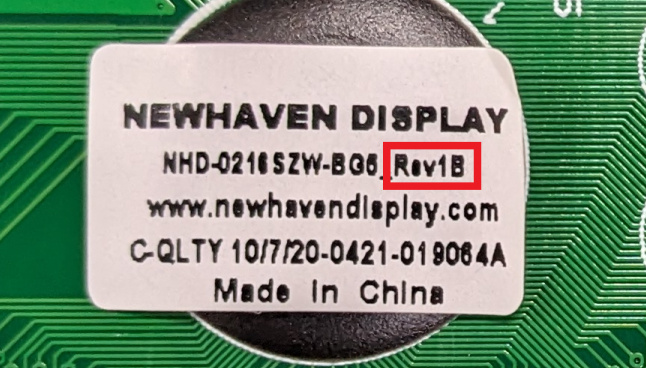 NEWHAVEN DISPLAY
NHD-0216SZW-BG5_Rev1B
www.newhavendisplay.com
C-QLTY 10/7/20-0421-019064A
Made in China